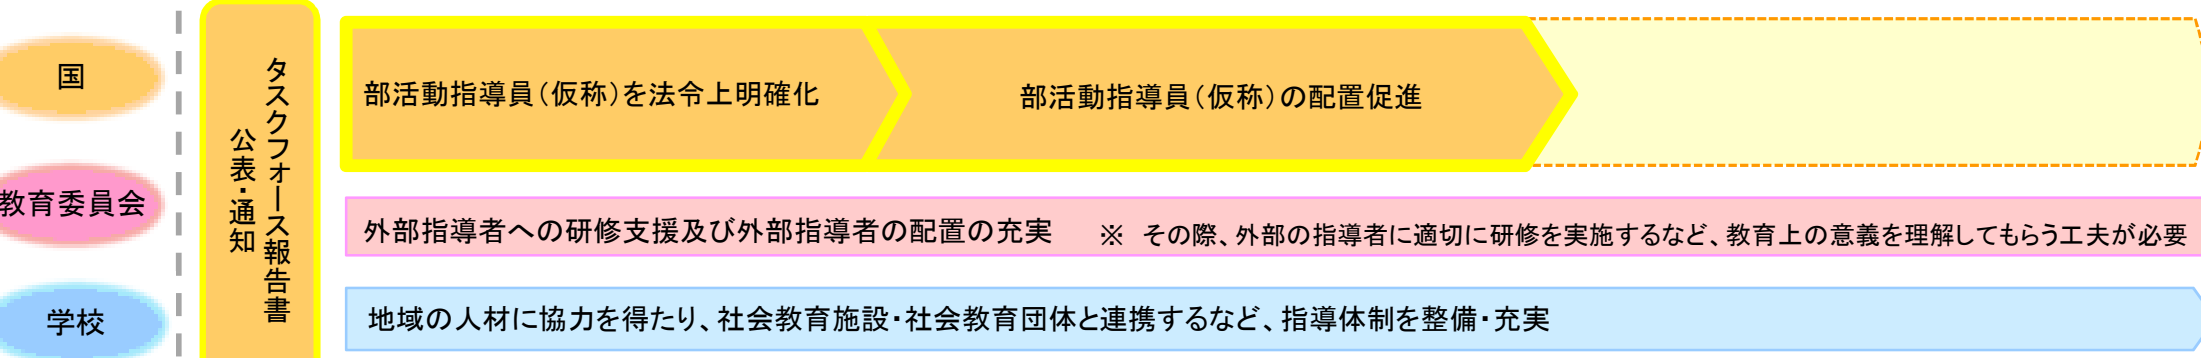 国
教育委員会
学校
タスクフォース報告書
公表・通知
部活動指導員（仮称）を法令上明確化
部活動指導員（仮称）の配置促進
外部指導者への研修支援及び外部指導者の配置の充実
※ その際、外部の指導者に適切に研修を実施するなど、教育上の意義を理解してもらう工夫が必要
地域の人材に協力を得たり、社会教育施設・社会教育団体と連携するなど、指導体制を整備・充実